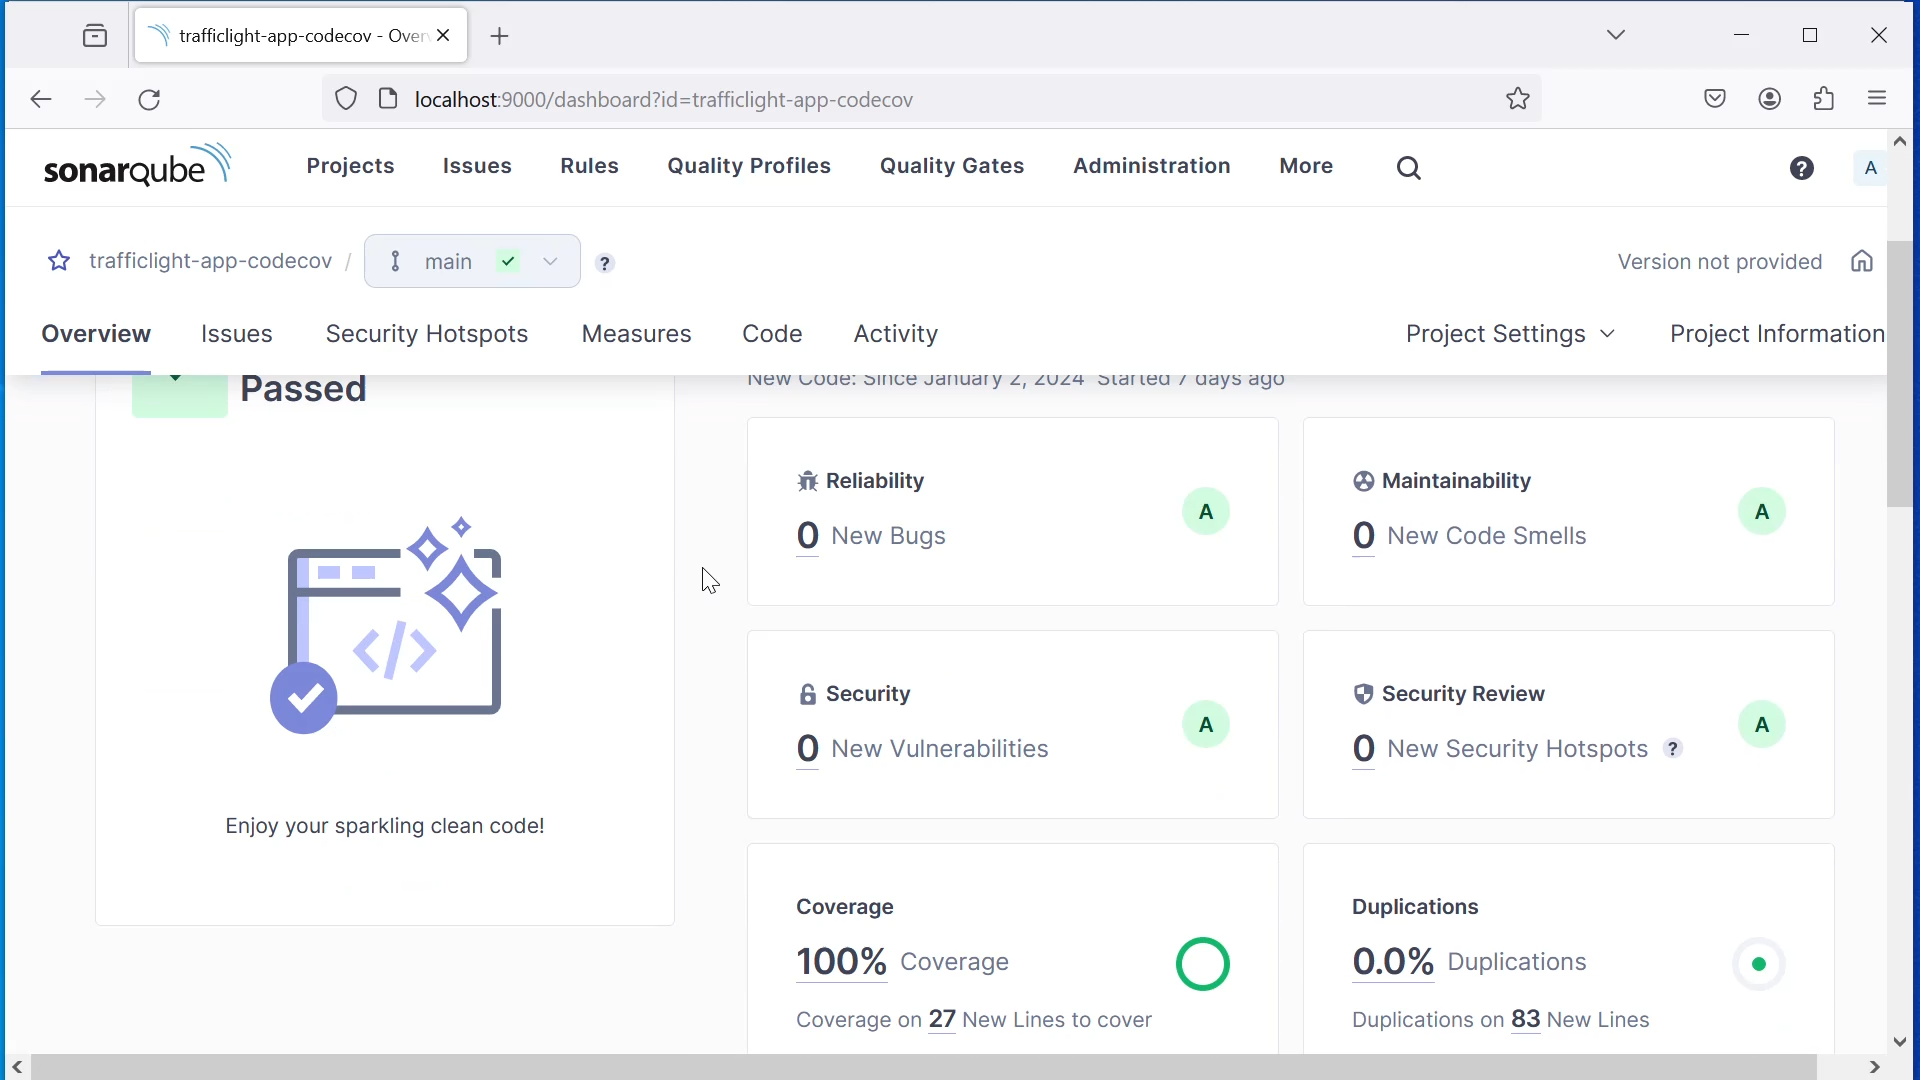 trafficlight-app-codecov - Over
localhost:9000/dashboard?id=trafficlight-app-codecov
sonarqube
Projects
Issues
Rules
Quality Profiles
Quality Gates
Administration
More
?
A
trafficlight-app-codecov /
main
?
Version not provided
Overview
Issues
Security Hotspots
Measures
Code
Activity
Project Settings
Project Information
Passed
New Code: Since January 2, 2024 Started 7 days ago
</>
Enjoy your sparkling clean code!
Reliability
0 New Bugs
A
Maintainability
0 New Code Smells
A
Security
0 New Vulnerabilities
A
Security Review
0 New Security Hotspots ?
A
Coverage
100% Coverage
Coverage on 27 New Lines to cover
Duplications
0.0% Duplications
Duplications on 83 New Lines